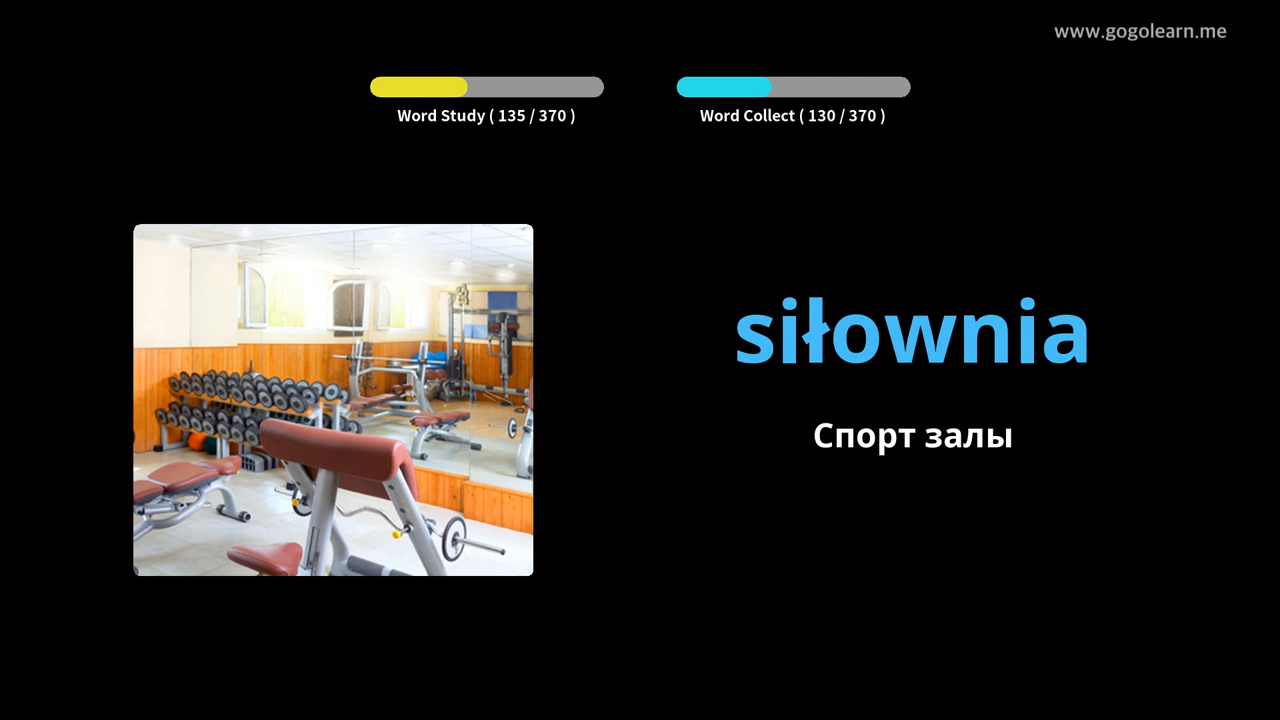 www.gogolearn.me
Word Study ( 135 / 370 )
Word Collect ( 130 / 370 )
siłownia
Спорт залы